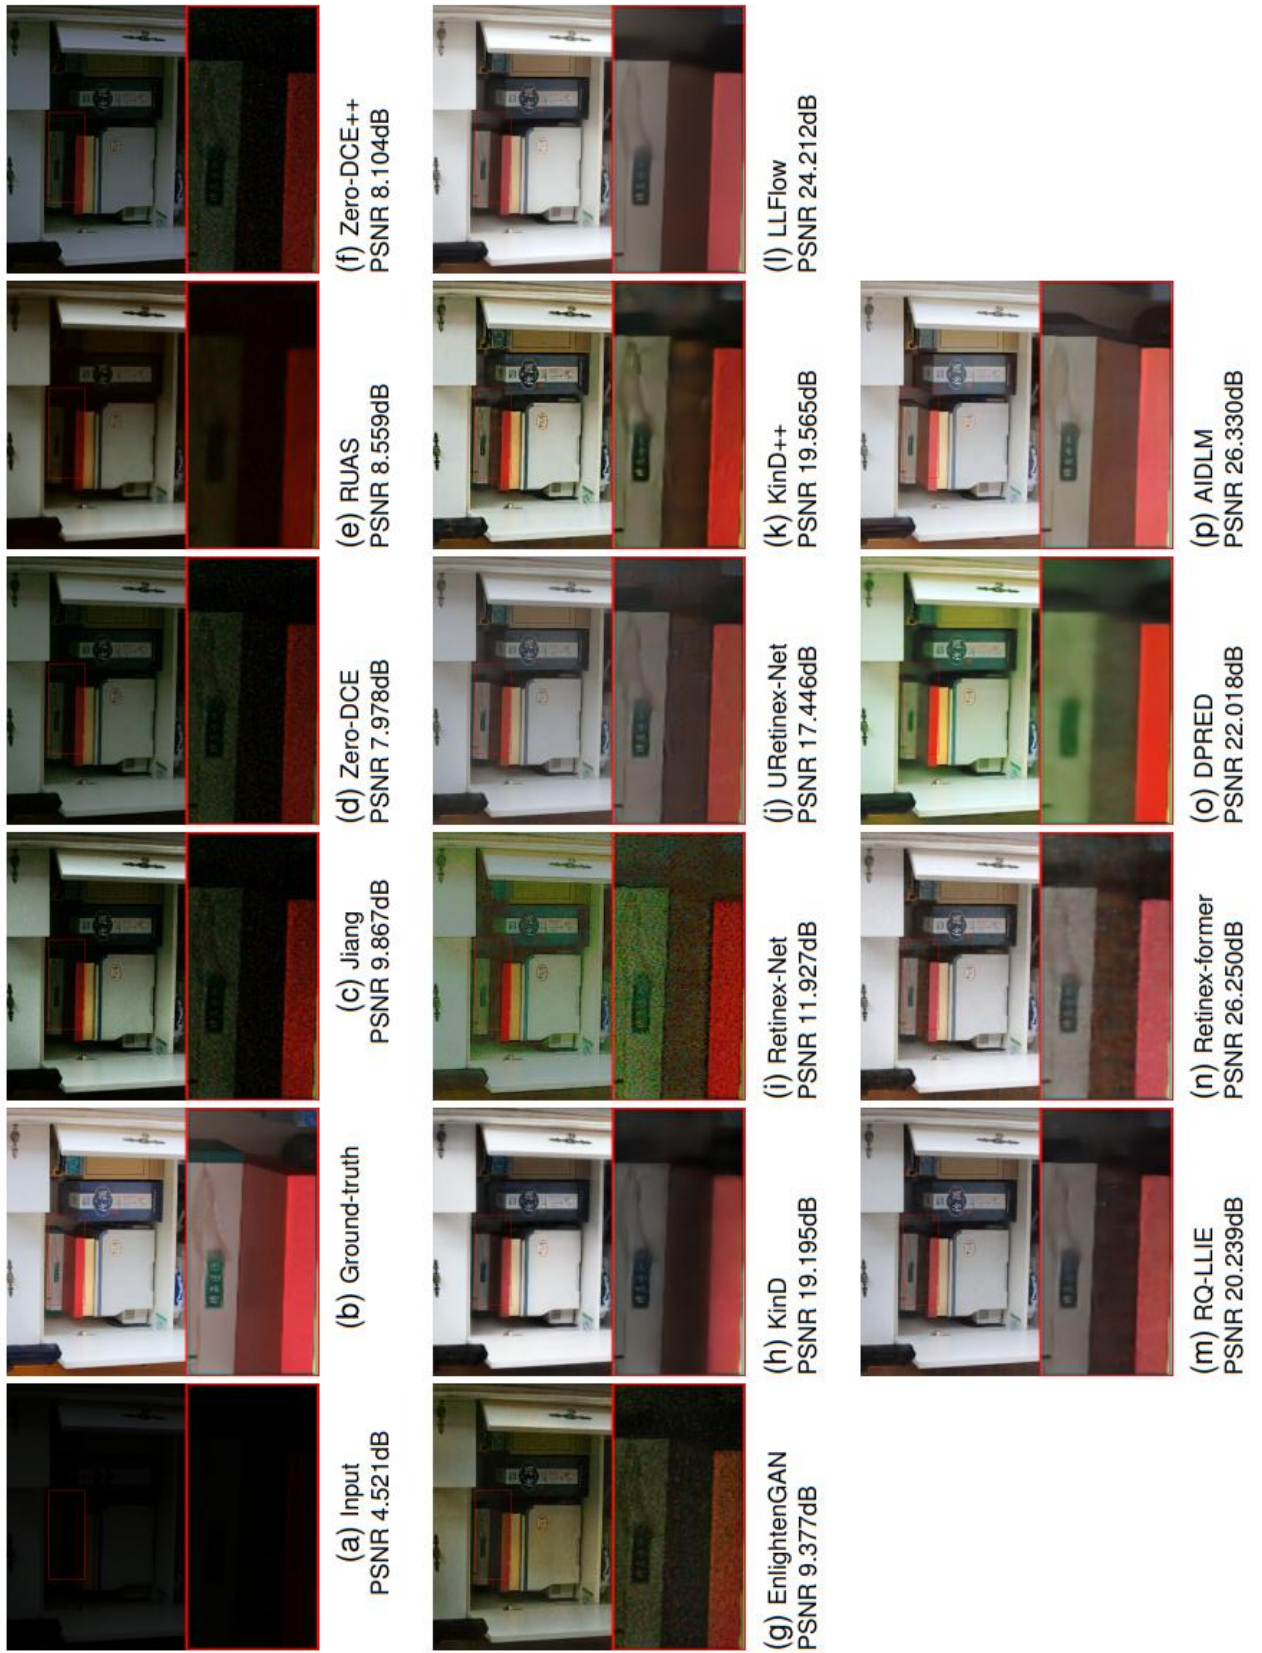 (a) Input
PSNR 4.521dB
(b) Ground-truth
(c) Jiang
PSNR 9.867dB
(d) Zero-DCE
PSNR 7.978dB
(e) RUAS
PSNR 8.559dB
(f) Zero-DCE++
PSNR 8.104dB
(g) EnlightenGAN
PSNR 9.377dB
(h) KinD
PSNR 19.195dB
(i) Retinex-Net
PSNR 11.927dB
(j) URetinex-Net
PSNR 17.446dB
(k) KinD++
PSNR 19.565dB
(l) LLFlow
PSNR 24.212dB
(m) RQ-LLIE
PSNR 20.239dB
(n) Retinex-former
PSNR 26.250dB
(o) DPRED
PSNR 22.018dB
(p) AIDLM
PSNR 26.330dB